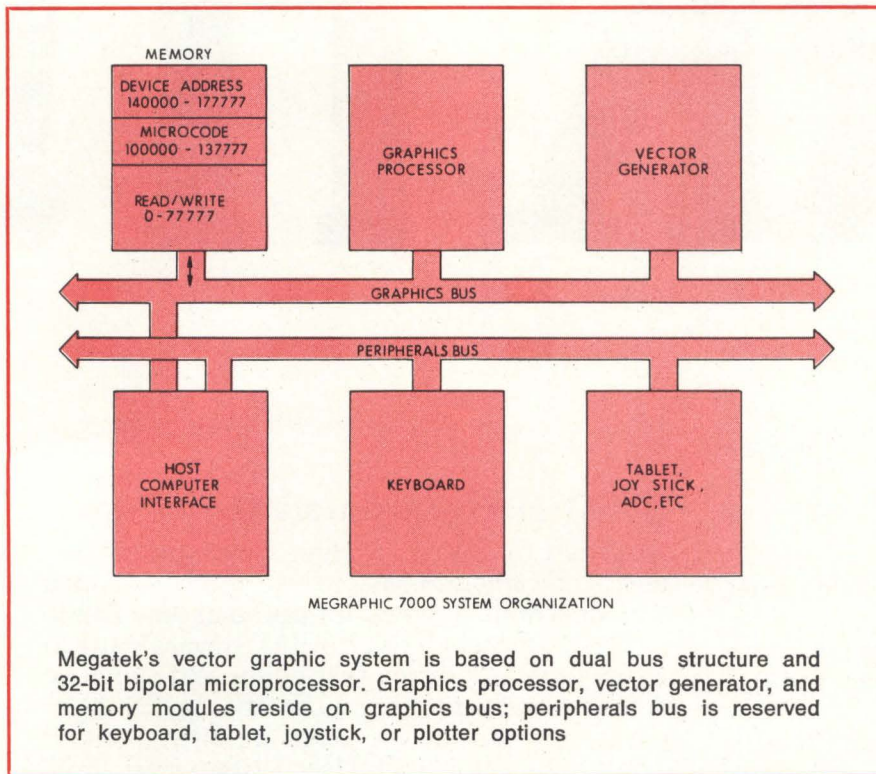 MEMORY
DEVICE ADDRESS
140000 - 177777
MICROCODE
100000 - 137777
READ/WRITE
0-77777
GRAPHICS
PROCESSOR
VECTOR
GENERATOR
GRAPHICS BUS
PERIPHERALS BUS
HOST
COMPUTER
INTERFACE
KEYBOARD
TABLET,
JOY STICK,
ADC,ETC
MEGRAPHIC 7000 SYSTEM ORGANIZATION
Megatek's vector graphic system is based on dual bus structure and
32-bit bipolar microprocessor. Graphics processor, vector generator, and
memory modules reside on graphics bus; peripherals bus is reserved
for keyboard, tablet, joystick, or plotter options